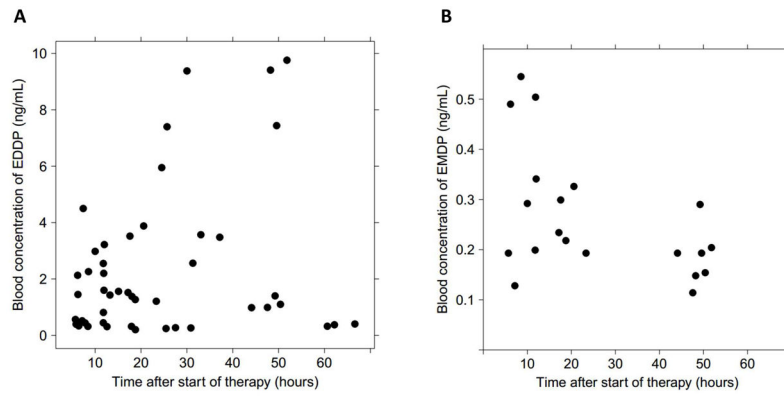 A
Blood concentration of EDDP (ng/mL)
10
8
6
4
2
0
10 20 30 40 50 60
Time after start of therapy (hours)
B
Blood concentration of EMDP (ng/mL)
0.5
0.4
0.3
0.2
0.1
10 20 30 40 50 60
Time after start of therapy (hours)